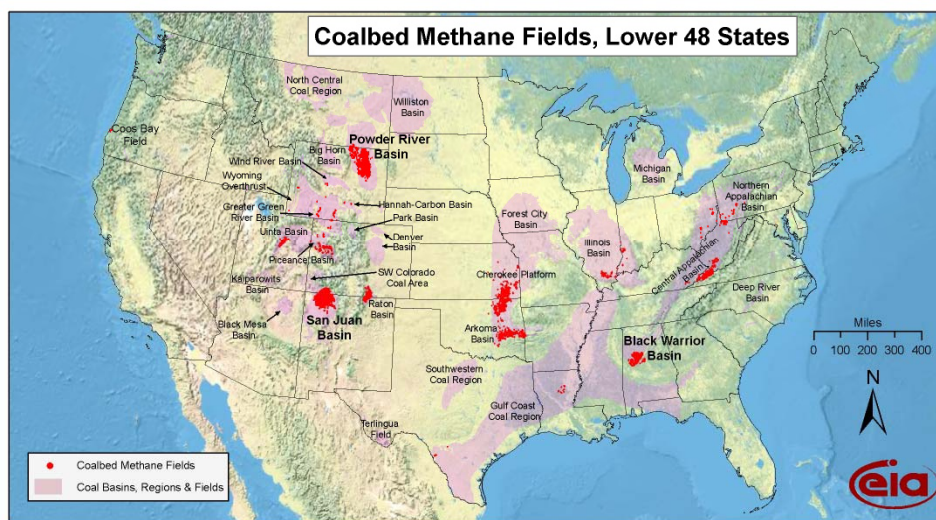 Coalbed Methane Fields, Lower 48 States
North Central
Coal Region
Williston
Basin
Coos Bay
Field
Powder River
Basin
Big Horn
Basin
Wind River Basin
Wyoming
Overthrust
Greater Green
River Basin
Hannah-Carbon Basin
Park Basin
Uinta Basin
Denver
Basin
Piceance Basin
Kaiparowits
Basin
SW Colorado
Coal Area
Black Mesa
Basin
San Juan
Basin
Raton
Basin
Forest City
Basin
Illinois
Basin
Michigan
Basin
Northern
Appalachian
Basin
Central Appalachian
Basin
Cherokee Platform
Deep River
Basin
Arkoma
Basin
Black Warrior
Basin
Southwestern
Coal Region
Gulf Coast
Coal Region
Terlingua
Field
Miles
0 100 200 300 400
N
Coalbed Methane Fields
Coal Basins, Regions & Fields
eia